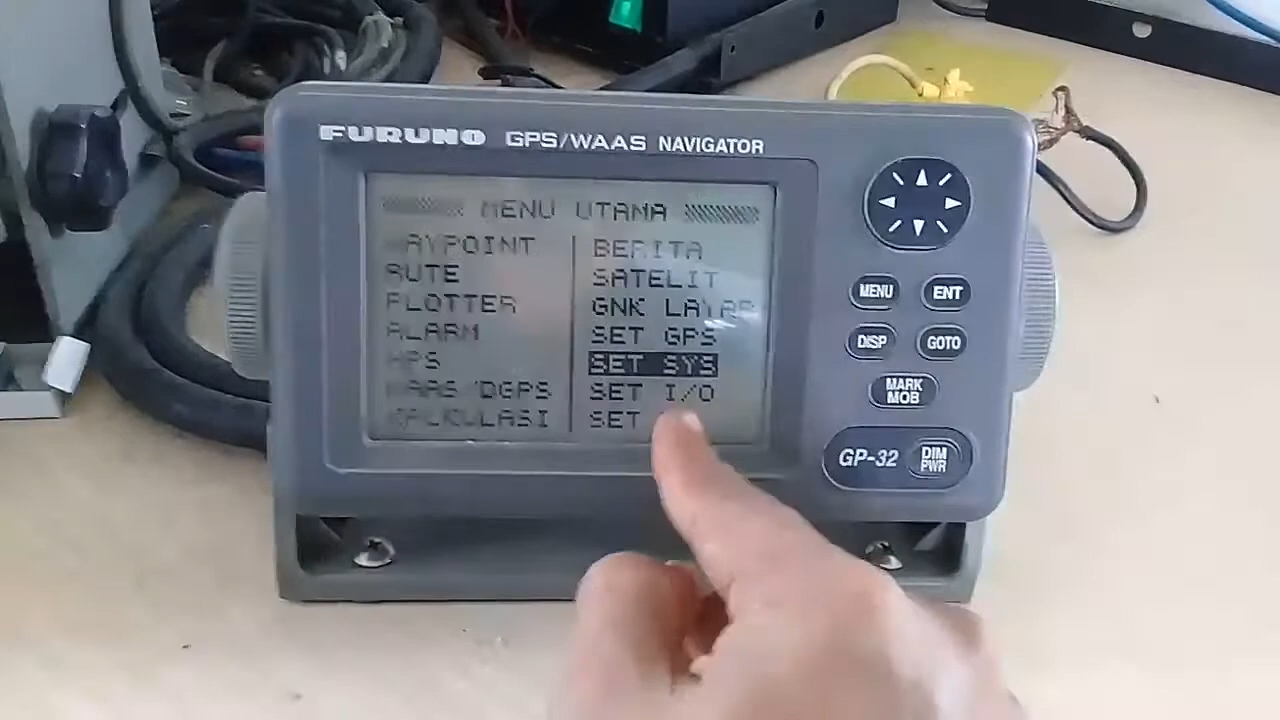 FURUNO GPS/WAAS NAVIGATOR
MENU UTAMA
WAYPOINT
RUTE
PLOTTER
ALARM
MAAS/DGPS
KALKULASI
BERITA
SATELIT
GNK LAYAR
SET GPS
SET SYS
SET I/O
SET
MENU
ENT
DISP
GOTO
MARK
MOB
GP-32
DIM
PWR